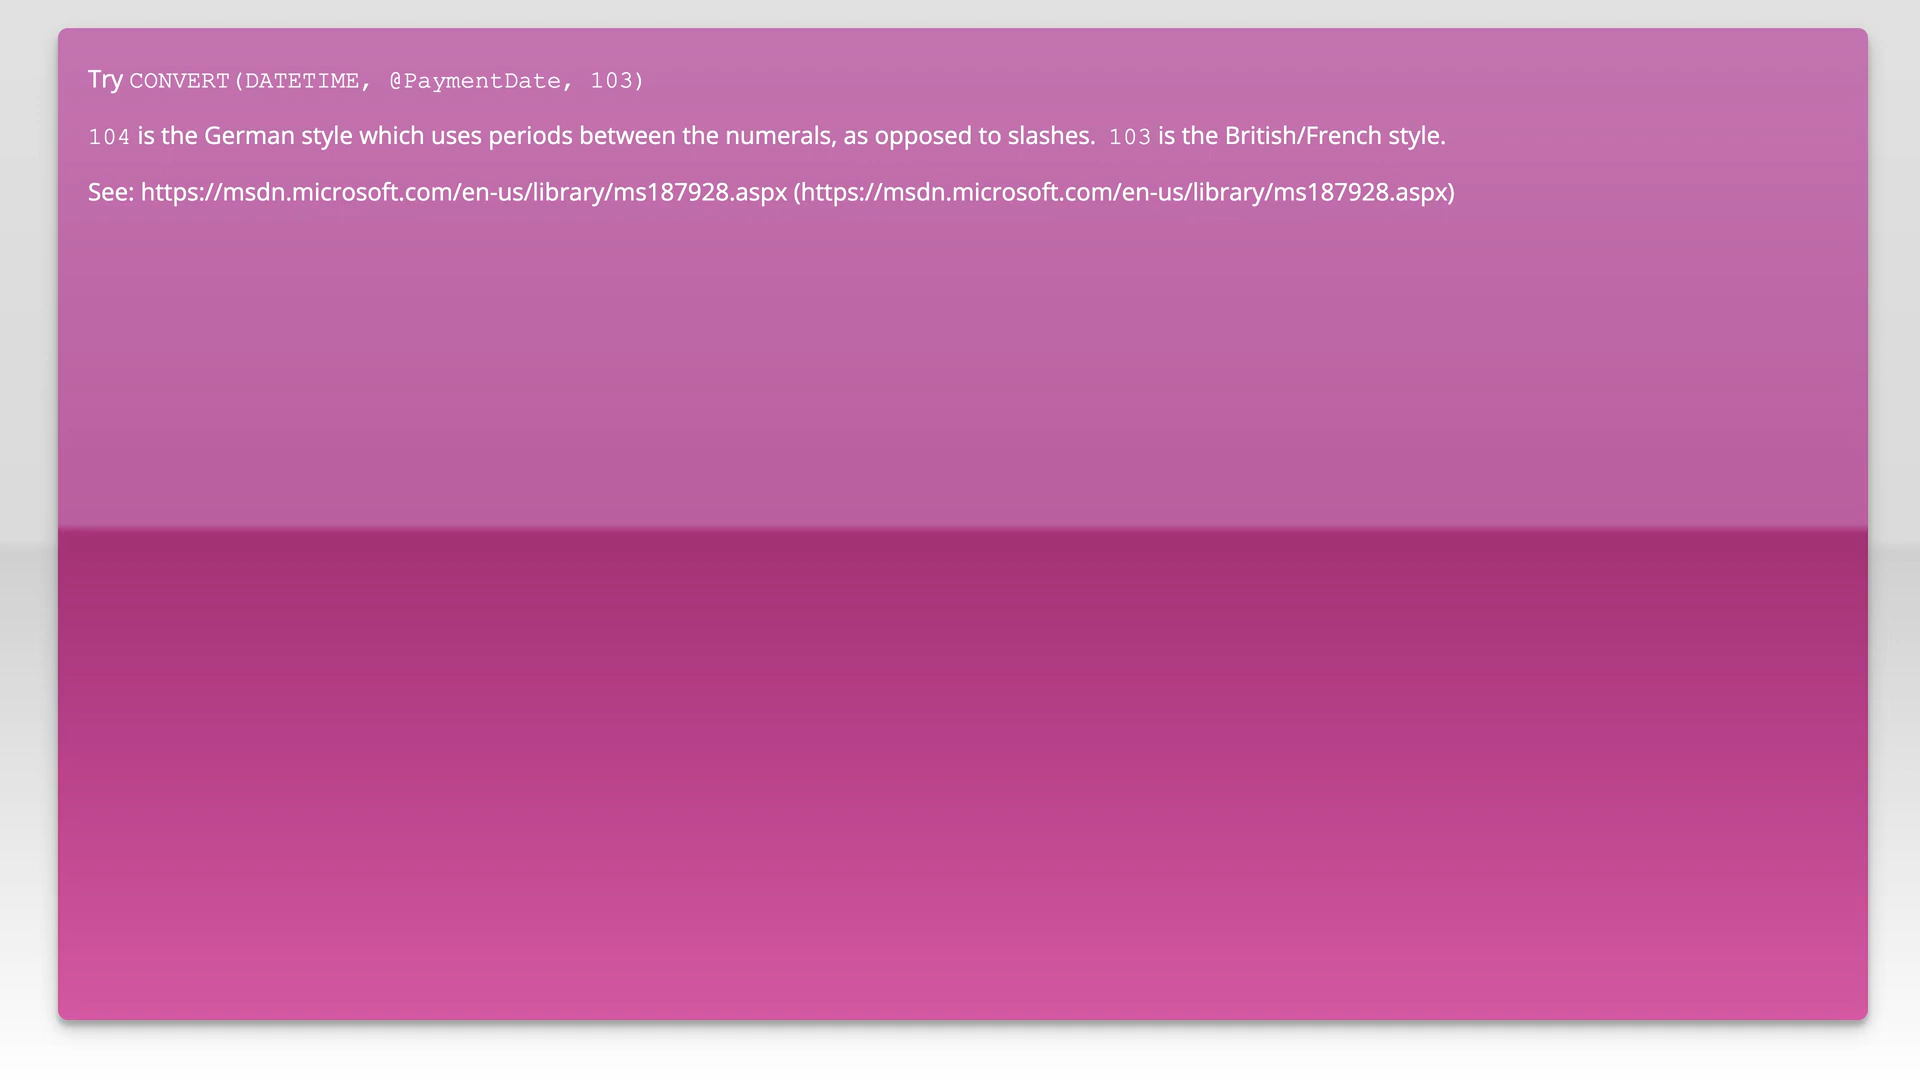 Try CONVERT(DATETIME, @PaymentDate, 103)
104 is the German style which uses periods between the numerals, as opposed to slashes. 103 is the British/French style.
See: https://msdn.microsoft.com/en-us/library/ms187928.aspx (https://msdn.microsoft.com/en-us/library/ms187928.aspx)